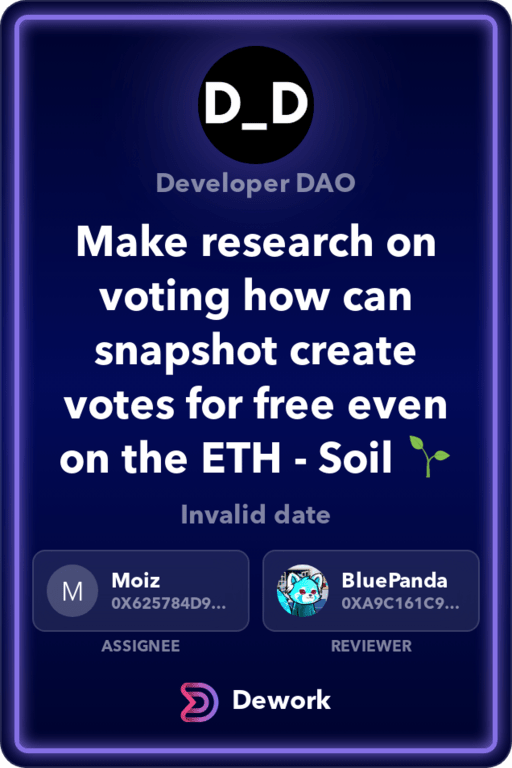 D_D
Developer DAO
Make research on
voting how can
snapshot create
votes for free even
on the ETH - Soil 🌱
Invalid date
M
Moiz
0X625784D9...
ASSIGNEE
BluePanda
0XA9C161C9...
REVIEWER
Dework